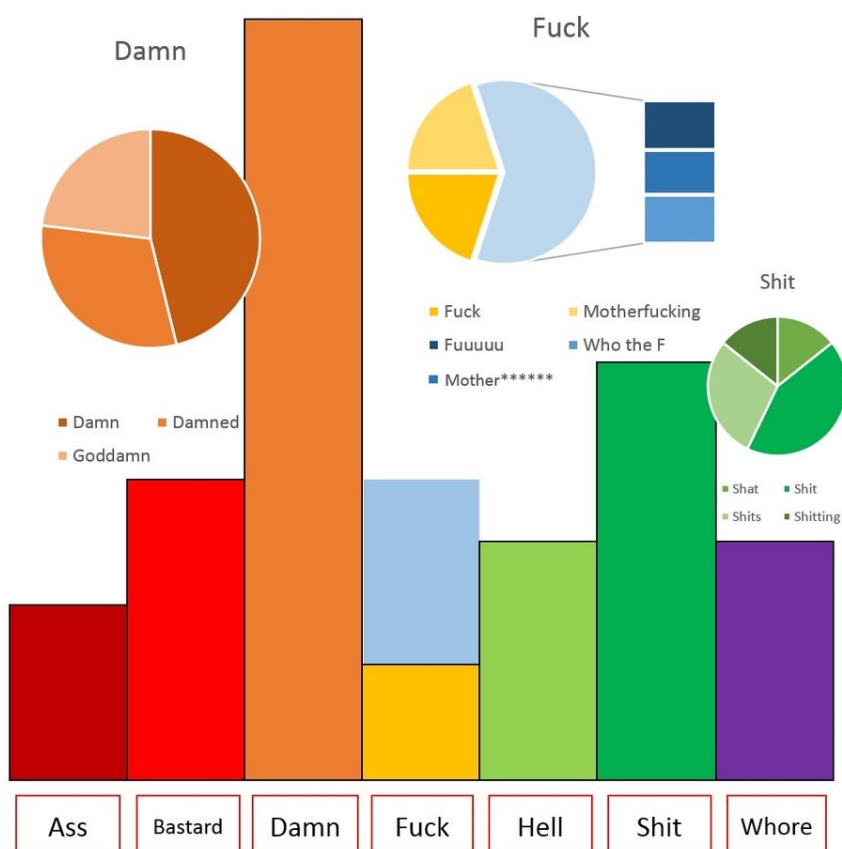 Damn
Fuck
Damn Damned
Goddamn
Fuck Motherfucking
Fuuuuu Who the F
Mother******
Shit
Shat Shit
Shits Shitting
Ass Bastard Damn Fuck Hell Shit Whore